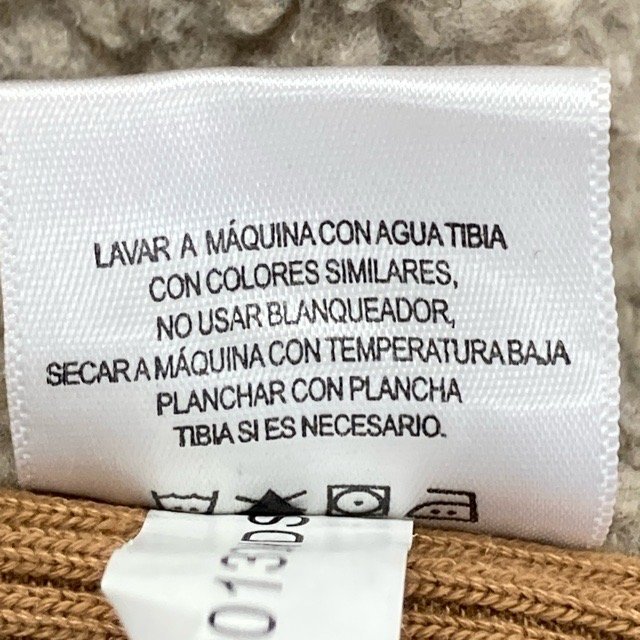 LAVAR A MÁQUINA CON AGUA TIBIA
CON COLORES SIMILARES,
NO USAR BLANQUEADOR,
SECAR A MÁQUINA CON TEMPERATURA BAJA
PLANCHAR CON PLANCHA
TIBIA SI ES NECESARIO.